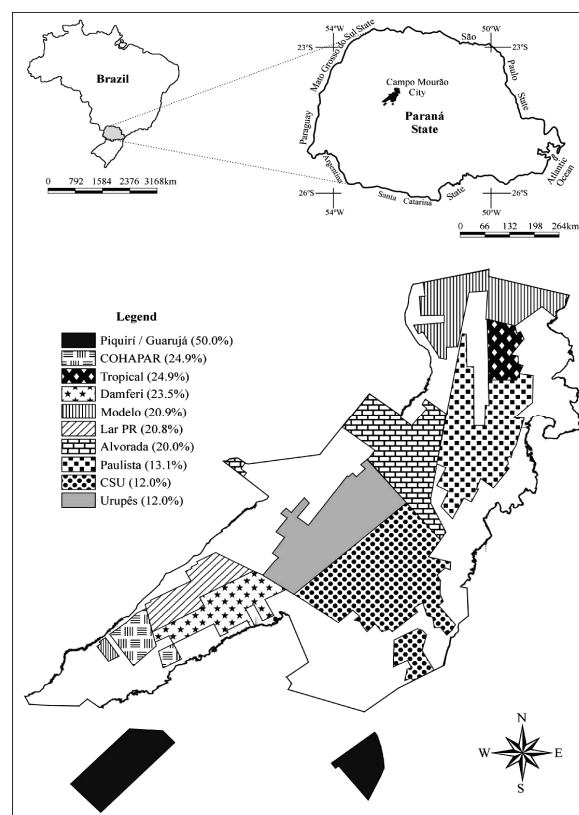 Brazil
0 792 1584 2376 3168km
54°W
50°W
23°S
23°S
Mato Grosso do Sul State
São
Paulo
State
Campo Mourão
City
Paraná
State
Paraguay
Argentina
Santa Catarina State
Atlantic
Ocean
26°S
26°S
54°W
50°W
0 66 132 198 264km
Legend
Piquirí / Guarujá (50.0%)
COHAPAR (24.9%)
Tropical (24.9%)
Damferi (23.5%)
Modelo (20.9%)
Lar PR (20.8%)
Alvorada (20.0%)
Paulista (13.1%)
CSU (12.0%)
Urupês (12.0%)
N
W E
S